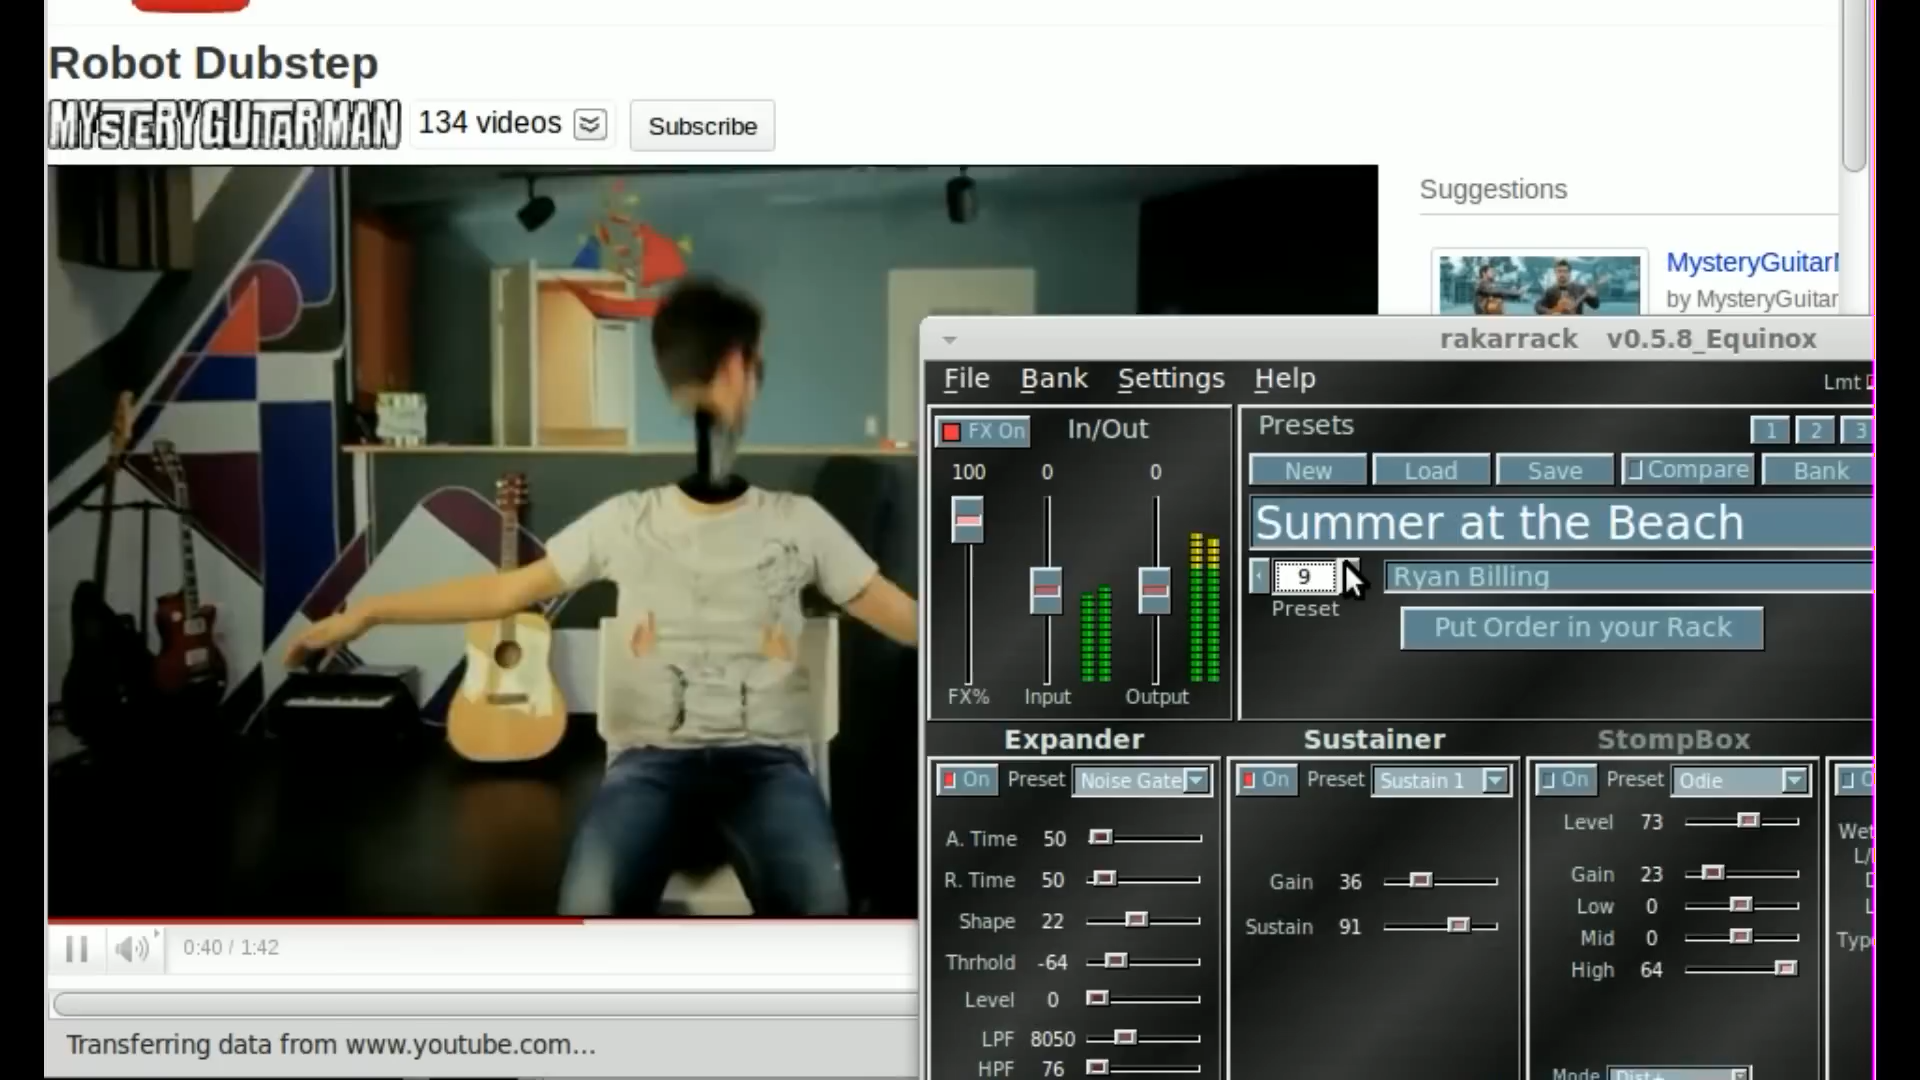 Robot Dubstep
MYSTERYGUITARMAN 134 videos Subscribe
Suggestions
by MysteryGuitar
rakarrack v0.5.8_Equinox
File Bank Settings Help
Lmt
FX On In/Out
100 0 0
FX% Input Output
Presets
1 2 3
New Load Save Compare Bank
Summer at the Beach
9 Ryan Billing
Preset
Put Order in your Rack
Expander
On Preset Noise Gate
A. Time 50
R. Time 50
Shape 22
Thrhold -64
Level 0
LPF 8050
HPF 76
Sustainer
On Preset Sustain 1
Gain 36
Sustain 91
StompBox
On Preset Odie
Level 73
Gain 23
Low 0
Mid 0
High 64
Mode Dist+
Wet
L/
Type
0:40 / 1:42
Transferring data from www.youtube.com...